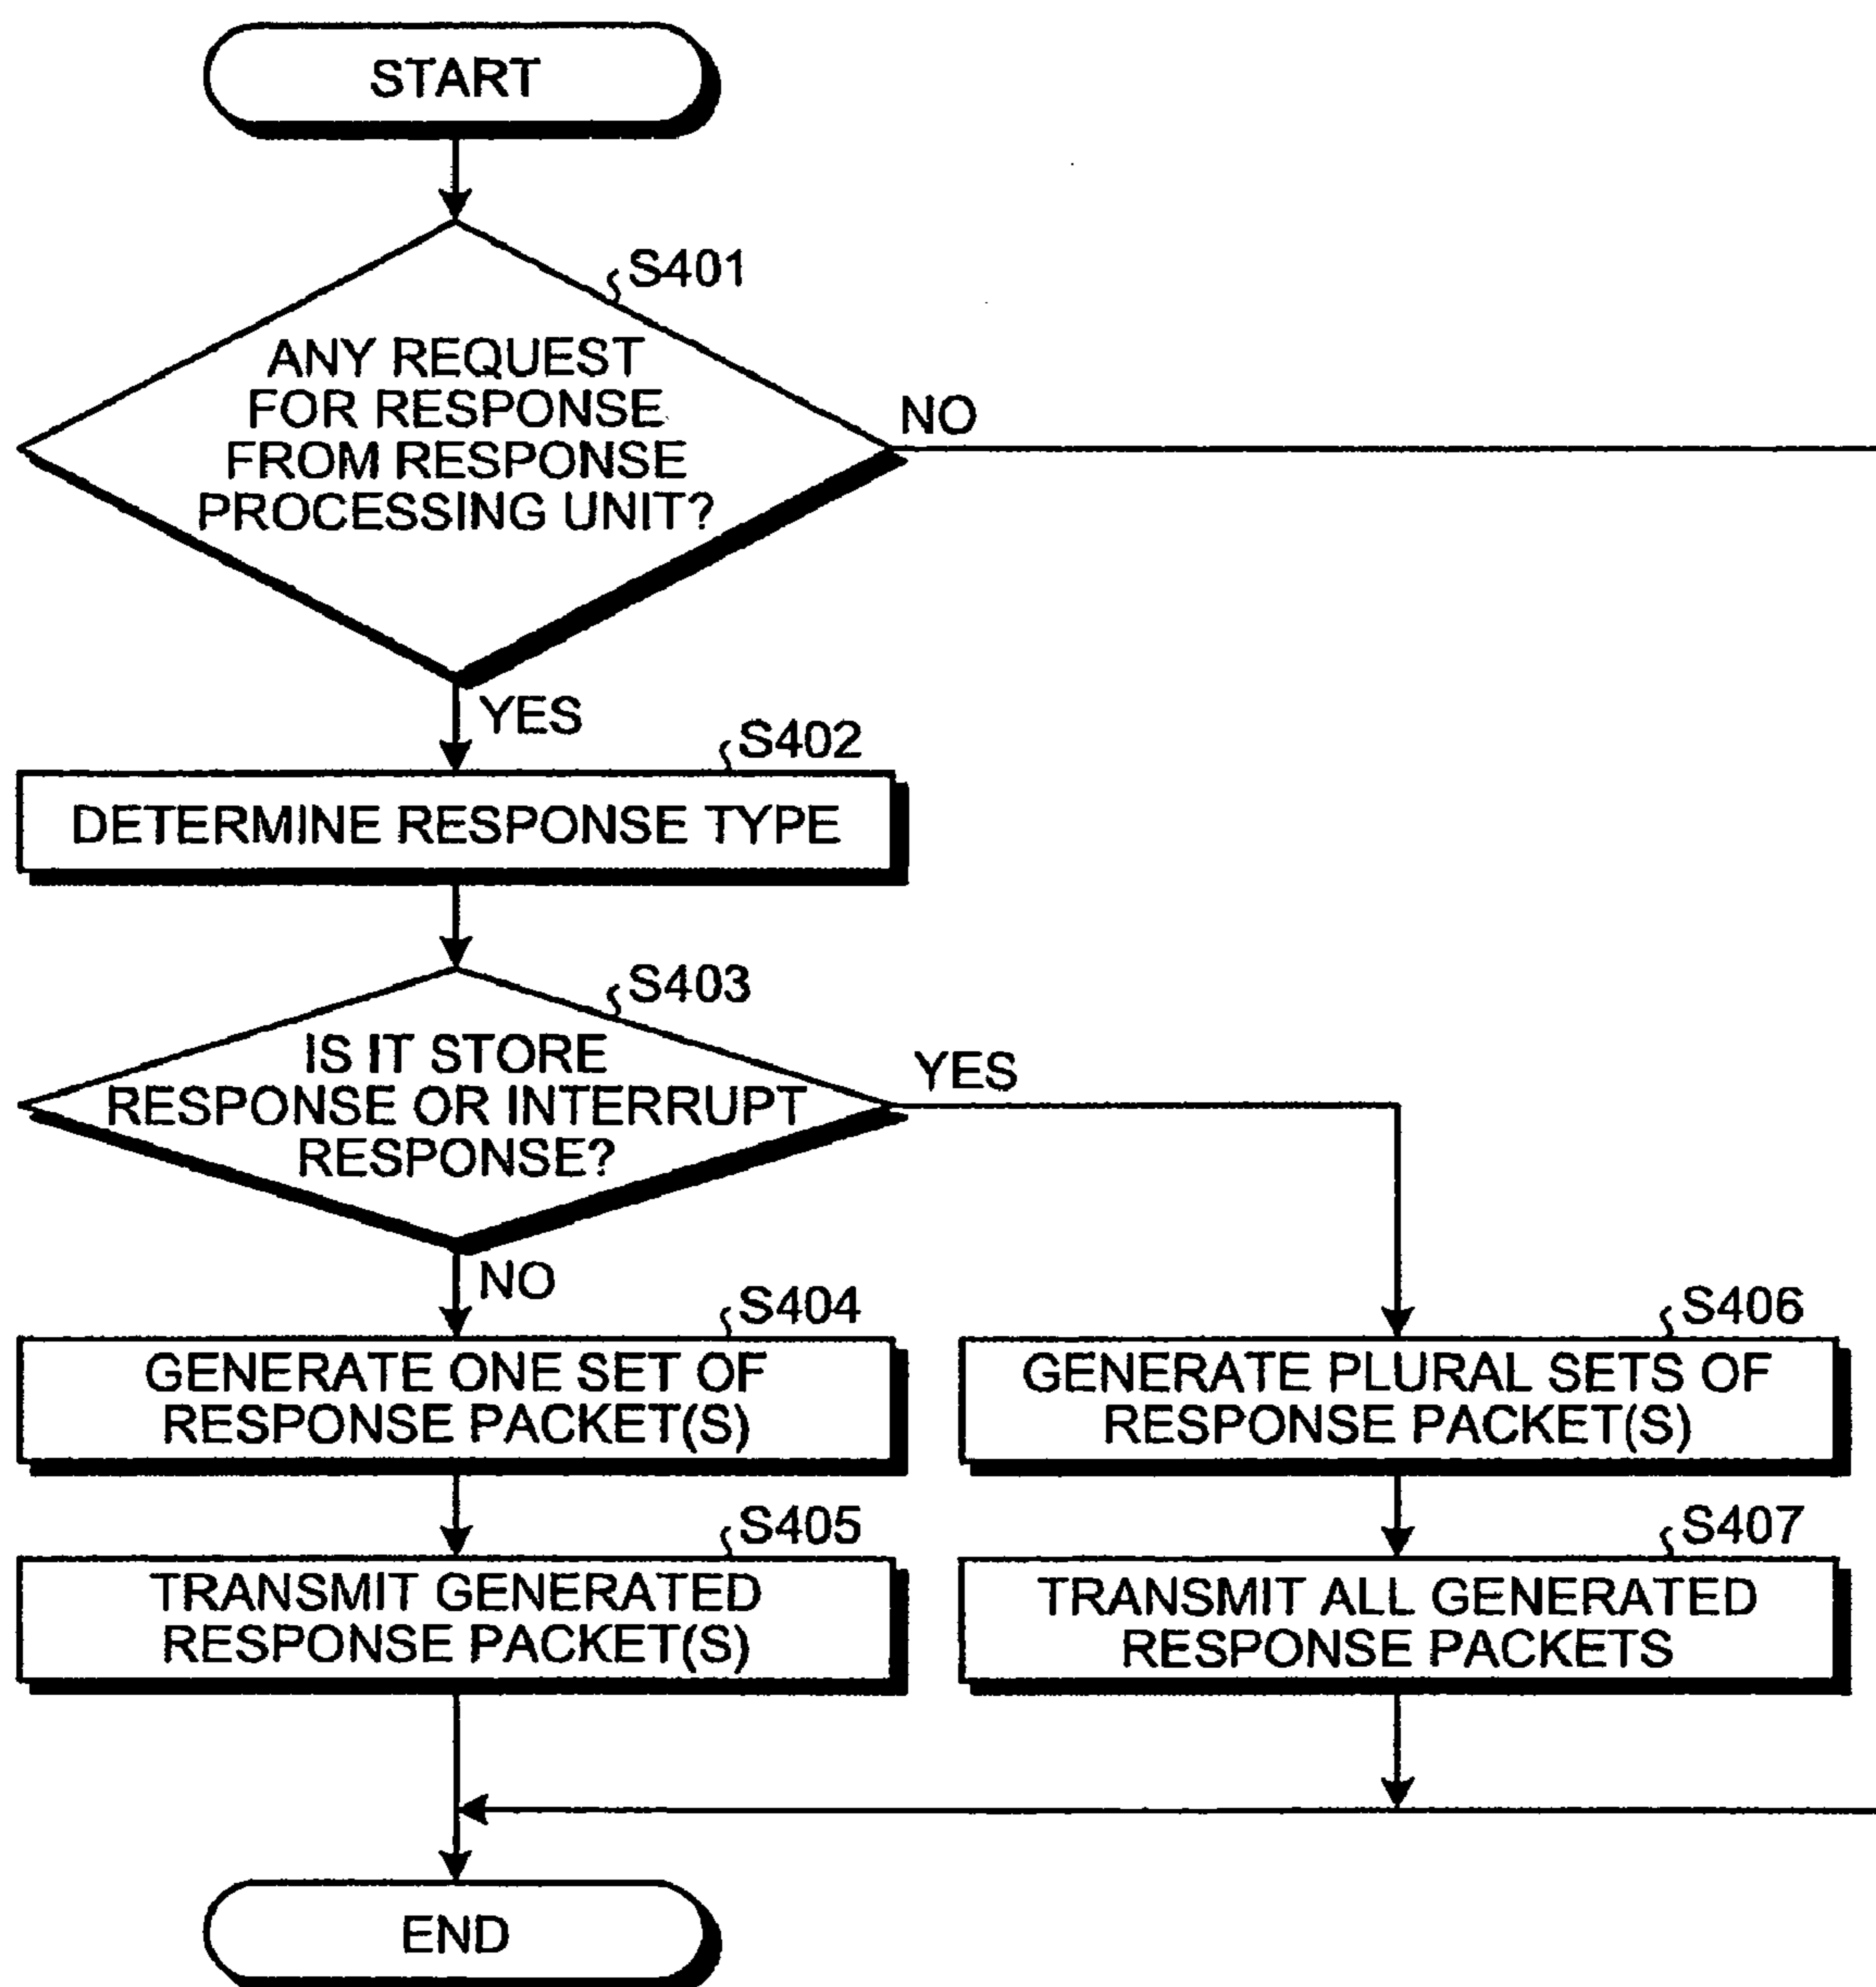 START
S401
ANY REQUEST
FOR RESPONSE
FROM RESPONSE
PROCESSING UNIT?
NO
YES
S402
DETERMINE RESPONSE TYPE
S403
IS IT STORE
RESPONSE OR INTERRUPT
RESPONSE?
YES
NO
S404
GENERATE ONE SET OF
RESPONSE PACKET(S)
S406
GENERATE PLURAL SETS OF
RESPONSE PACKET(S)
S405
TRANSMIT GENERATED
RESPONSE PACKET(S)
S407
TRANSMIT ALL GENERATED
RESPONSE PACKETS
END